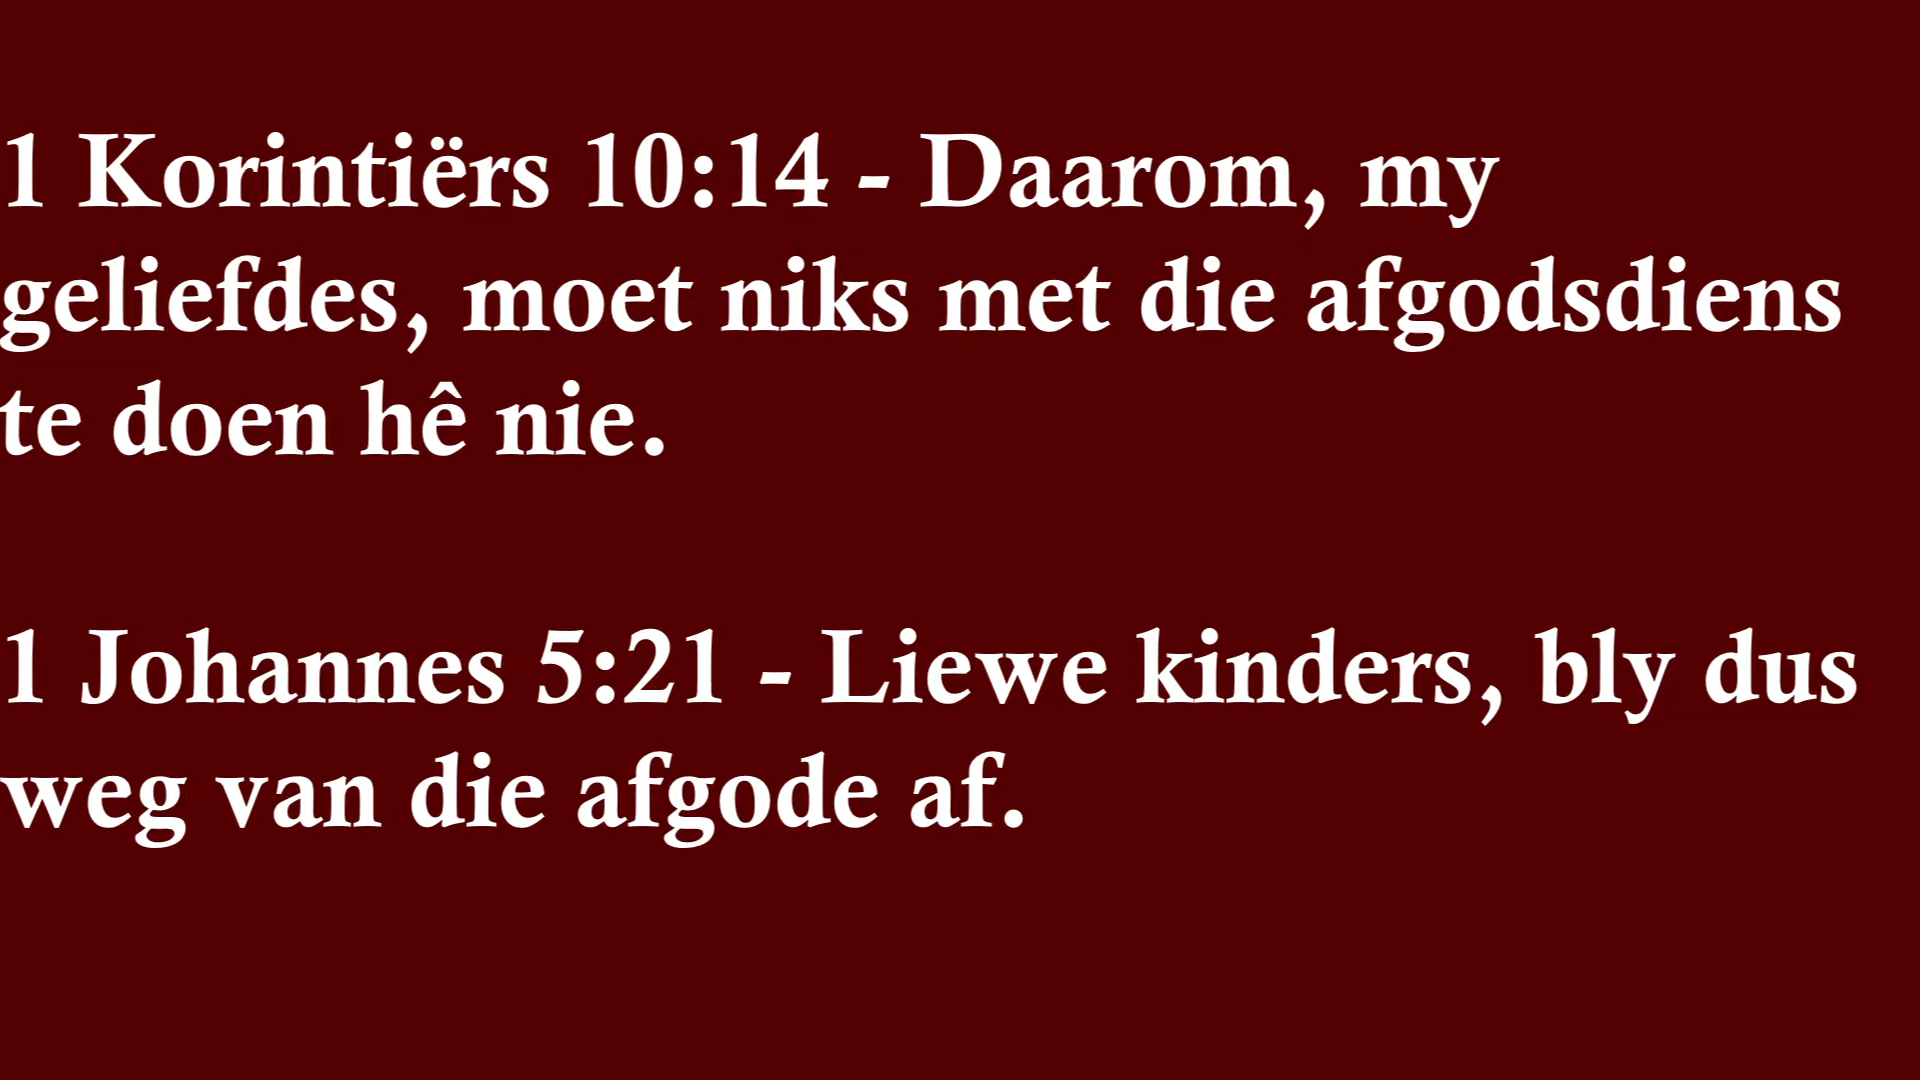 1 Korintiërs 10:14 - Daarom, my
geliefdes, moet niks met die afgodsdiens
te doen hê nie.
1 Johannes 5:21 - Liewe kinders, bly dus
weg van die afgode af.